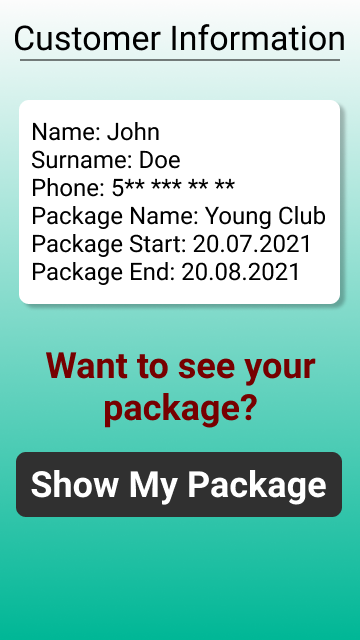 Customer Information
Name: John
Surname: Doe
Phone: 5** *** ** **
Package Name: Young Club
Package Start: 20.07.2021
Package End: 20.08.2021
Want to see your
package?
Show My Package